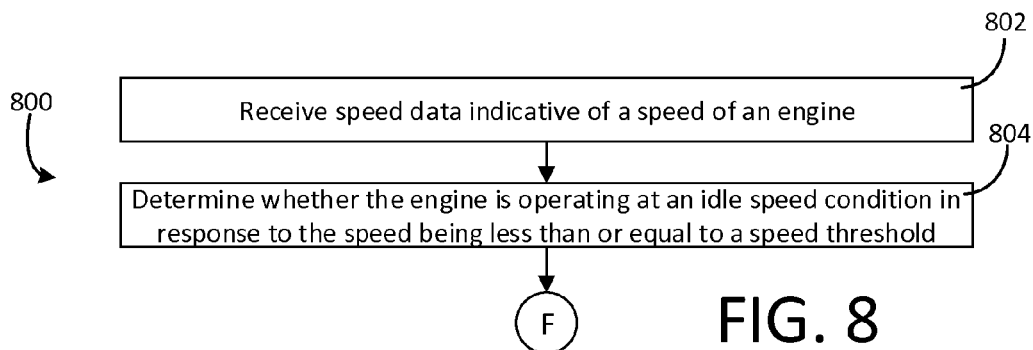 802
800
Receive speed data indicative of a speed of an engine
804
Determine whether the engine is operating at an idle speed condition in
response to the speed being less than or equal to a speed threshold
F
FIG. 8